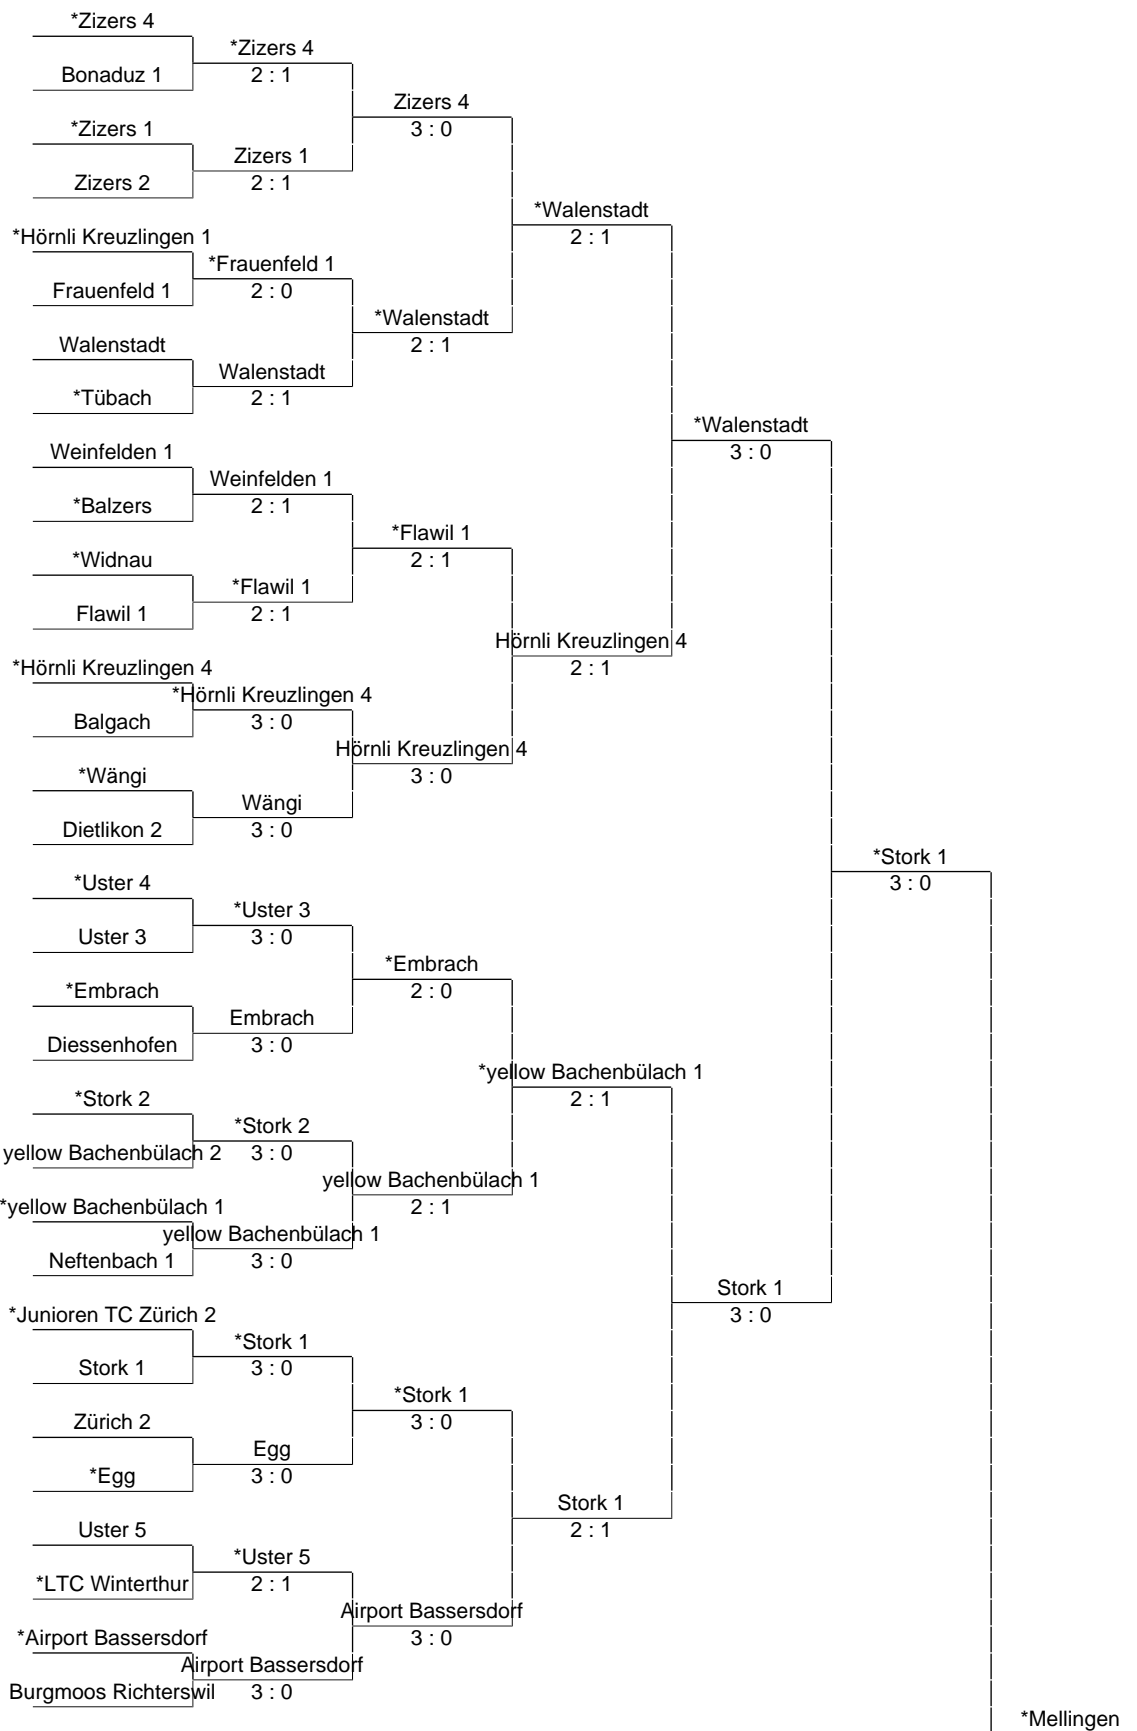 *Zizers 4
*Zizers 4
Bonaduz 1
2 : 1
Zizers 4
*Zizers 1
3 : 0
Zizers 1
Zizers 2
2 : 1
*Walenstadt
*Hörnli Kreuzlingen 1
2 : 1
*Frauenfeld 1
Frauenfeld 1
2 : 0
*Walenstadt
Walenstadt
2 : 1
Walenstadt
*Tübach
2 : 1
*Walenstadt
Weinfelden 1
3 : 0
Weinfelden 1
*Balzers
2 : 1
*Flawil 1
*Widnau
2 : 1
*Flawil 1
Flawil 1
2 : 1
Hörnli Kreuzlingen 4
*Hörnli Kreuzlingen 4
2 : 1
*Hörnli Kreuzlingen 4
Balgach
3 : 0
Hörnli Kreuzlingen 4
*Wängi
3 : 0
Wängi
Dietlikon 2
3 : 0
*Stork 1
*Uster 4
3 : 0
*Uster 3
Uster 3
3 : 0
*Embrach
*Embrach
2 : 0
Embrach
Diessenhofen
3 : 0
*yellow Bachenbülach 1
*Stork 2
2 : 1
*Stork 2
yellow Bachenbülach 2
3 : 0
yellow Bachenbülach 1
*yellow Bachenbülach 1
2 : 1
yellow Bachenbülach 1
Neftenbach 1
3 : 0
Stork 1
*Junioren TC Zürich 2
3 : 0
*Stork 1
Stork 1
3 : 0
*Stork 1
Zürich 2
3 : 0
Egg
*Egg
3 : 0
Stork 1
Uster 5
2 : 1
*Uster 5
*LTC Winterthur
2 : 1
Airport Bassersdorf
*Airport Bassersdorf
3 : 0
Airport Bassersdorf
Burgmoos Richterswil
3 : 0
*Mellingen